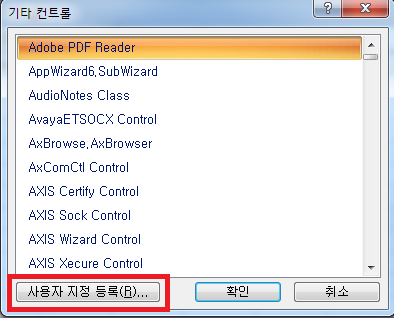 기타 컨트롤
Adobe PDF Reader
AppWizard6,SubWizard
AudioNotes Class
AvayaETSOCX Control
AxBrowse,AxBrowser
AxComCtl Control
AXIS Certify Control
AXIS Sock Control
AXIS Wizard Control
AXIS Xecure Control
사용자 지정 등록(R)... 확인 취소